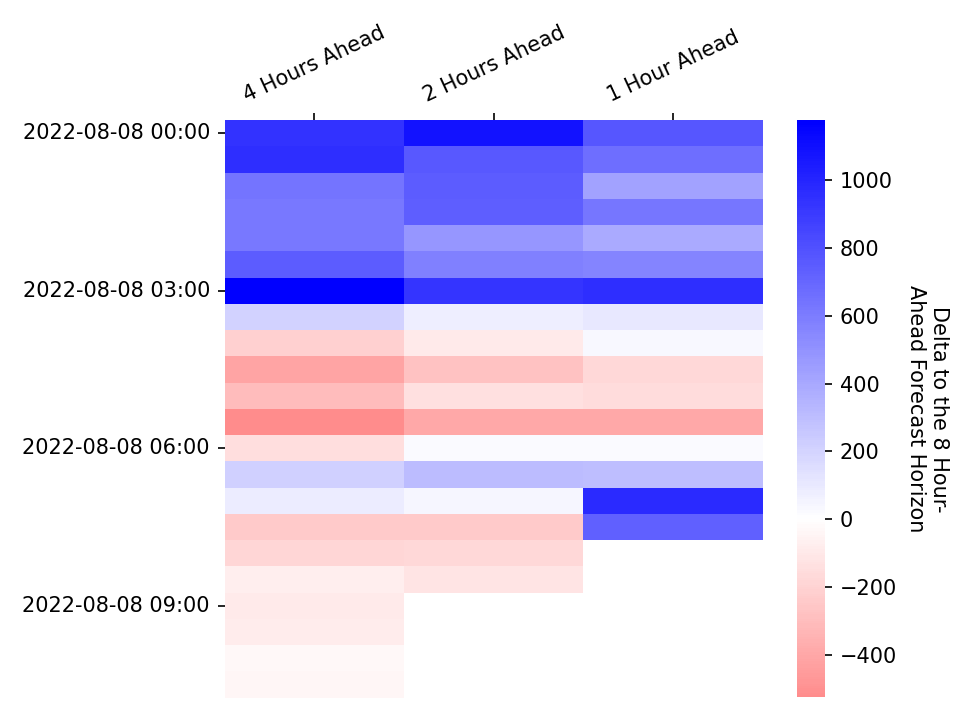 4 Hours Ahead
2 Hours Ahead
1 Hour Ahead
2022-08-08 00:00
2022-08-08 03:00
2022-08-08 06:00
2022-08-08 09:00
1000
800
600
400
200
0
−200
−400
Delta to the 8 Hour-
Ahead Forecast Horizon